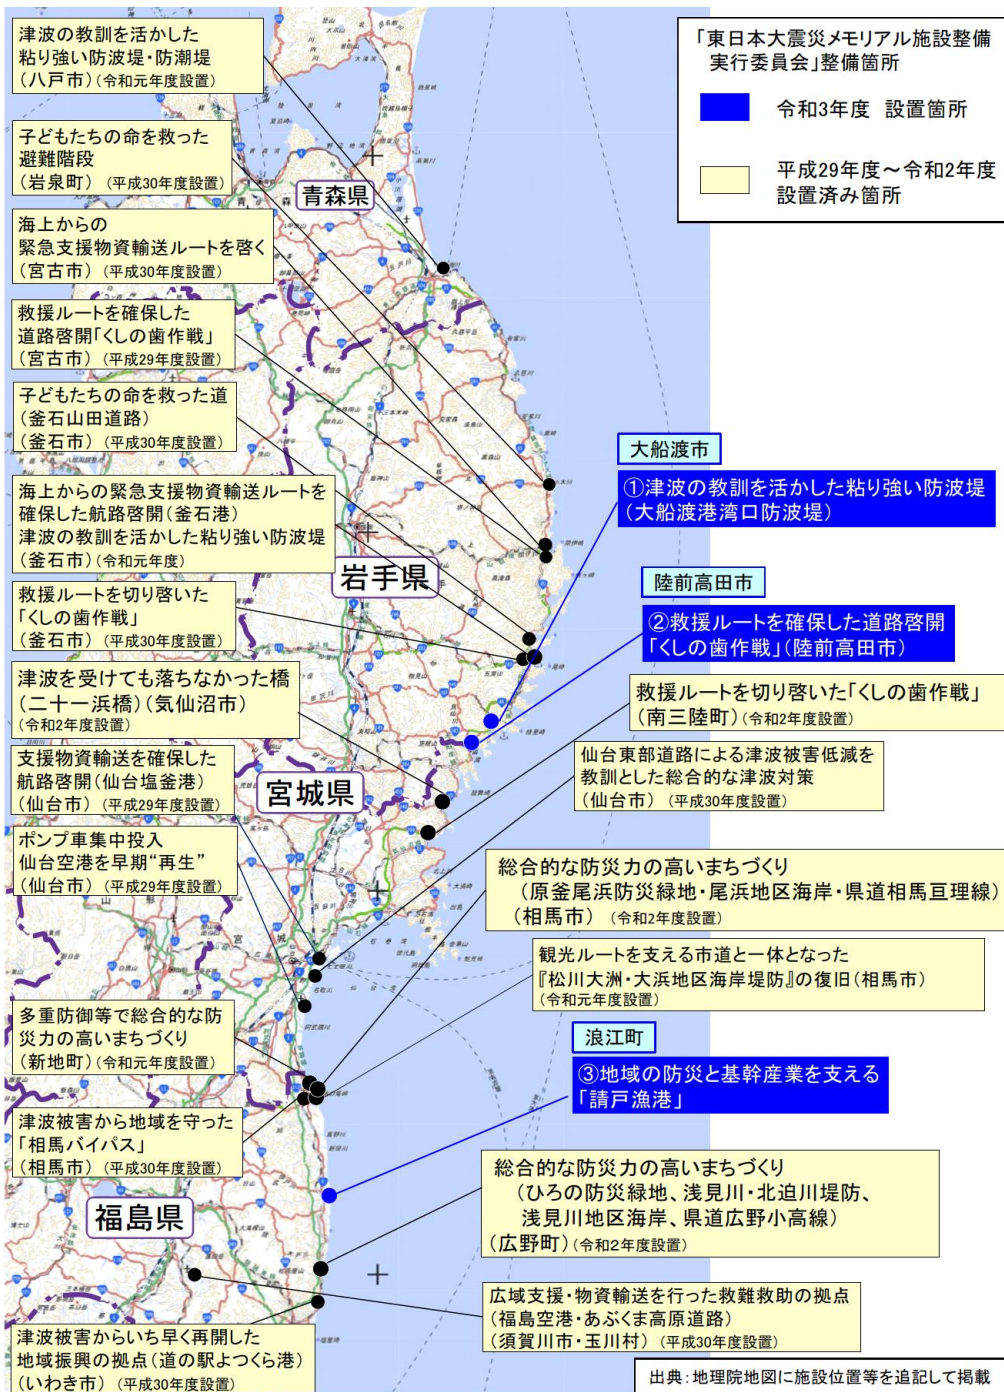 津波の教訓を活かした
粘り強い防波堤・防潮堤
(八戸市)(令和元年度設置)
子どもたちの命を救った
避難階段
(岩泉町) (平成30年度設置)
海上からの
緊急支援物資輸送ルートを啓く
(宮古市) (平成30年度設置)
救援ルートを確保した
道路啓開「くしの歯作戦」
(宮古市) (平成29年度設置)
子どもたちの命を救った道
(釜石山田道路)
(釜石市) (平成30年度設置)
海上からの緊急支援物資輸送ルートを
確保した航路啓開(釜石港)
津波の教訓を活かした粘り強い防波堤
(釜石市) (令和元年度)
救援ルートを切り啓いた
「くしの歯作戦」
(釜石市) (平成30年度設置)
津波を受けても落ちなかった橋
(二十一浜橋)(気仙沼市)
(令和2年度設置)
支援物資輸送を確保した
航路啓開(仙台塩釜港)
(仙台市) (平成29年度設置)
ポンプ車集中投入
仙台空港を早期“再生”
(仙台市) (平成29年度設置)
多重防御等で総合的な防
災力の高いまちづくり
(新地町) (令和元年度設置)
津波被害から地域を守った
「相馬バイパス」
(相馬市) (平成30年度設置)
津波被害からいち早く再開した
地域振興の拠点(道の駅よつくら港)
(いわき市) (平成30年度設置)
青森県
岩手県
宮城県
福島県
「東日本大震災メモリアル施設整備
実行委員会」整備箇所
令和3年度 設置箇所
平成29年度～令和2年度
設置済み箇所
大船渡市
①津波の教訓を活かした粘り強い防波堤
(大船渡港湾口防波堤)
陸前高田市
②救援ルートを確保した道路啓開
「くしの歯作戦」(陸前高田市)
救援ルートを切り啓いた「くしの歯作戦」
(南三陸町) (令和2年度設置)
仙台東部道路による津波被害低減を
教訓とした総合的な津波対策
(仙台市) (平成30年度設置)
総合的な防災力の高いまちづくり
(原釜尾浜防災緑地・尾浜地区海岸・県道相馬亘理線)
(相馬市) (令和2年度設置)
観光ルートを支える市道と一体となった
『松川大洲・大浜地区海岸堤防』の復旧(相馬市)
(令和元年度設置)
浪江町
③地域の防災と基幹産業を支える
「請戸漁港」
総合的な防災力の高いまちづくり
(ひろの防災緑地、浅見川・北迫川堤防、
浅見川地区海岸、県道広野小高線)
(広野町)(令和2年度設置)
広域支援・物資輸送を行った救難救助の拠点
(福島空港・あぶくま高原道路)
(須賀川市・玉川村) (平成30年度設置)
出典:地理院地図に施設位置等を追記して掲載